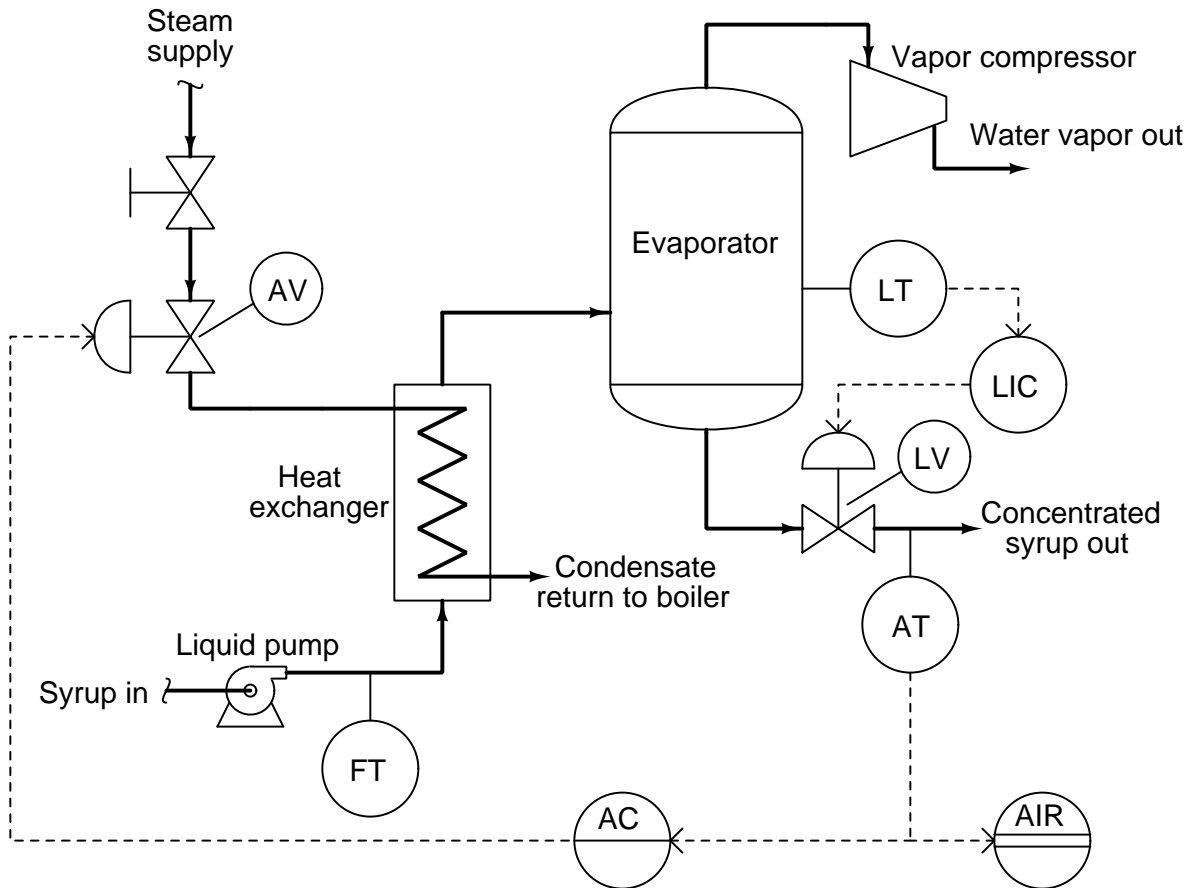 Steam
supply
Vapor compressor
Water vapor out
Evaporator
AV
LT
LIC
LV
Heat
exchanger
Concentrated
syrup out
Condensate
return to boiler
AT
Liquid pump
Syrup in
FT
AC
AIR